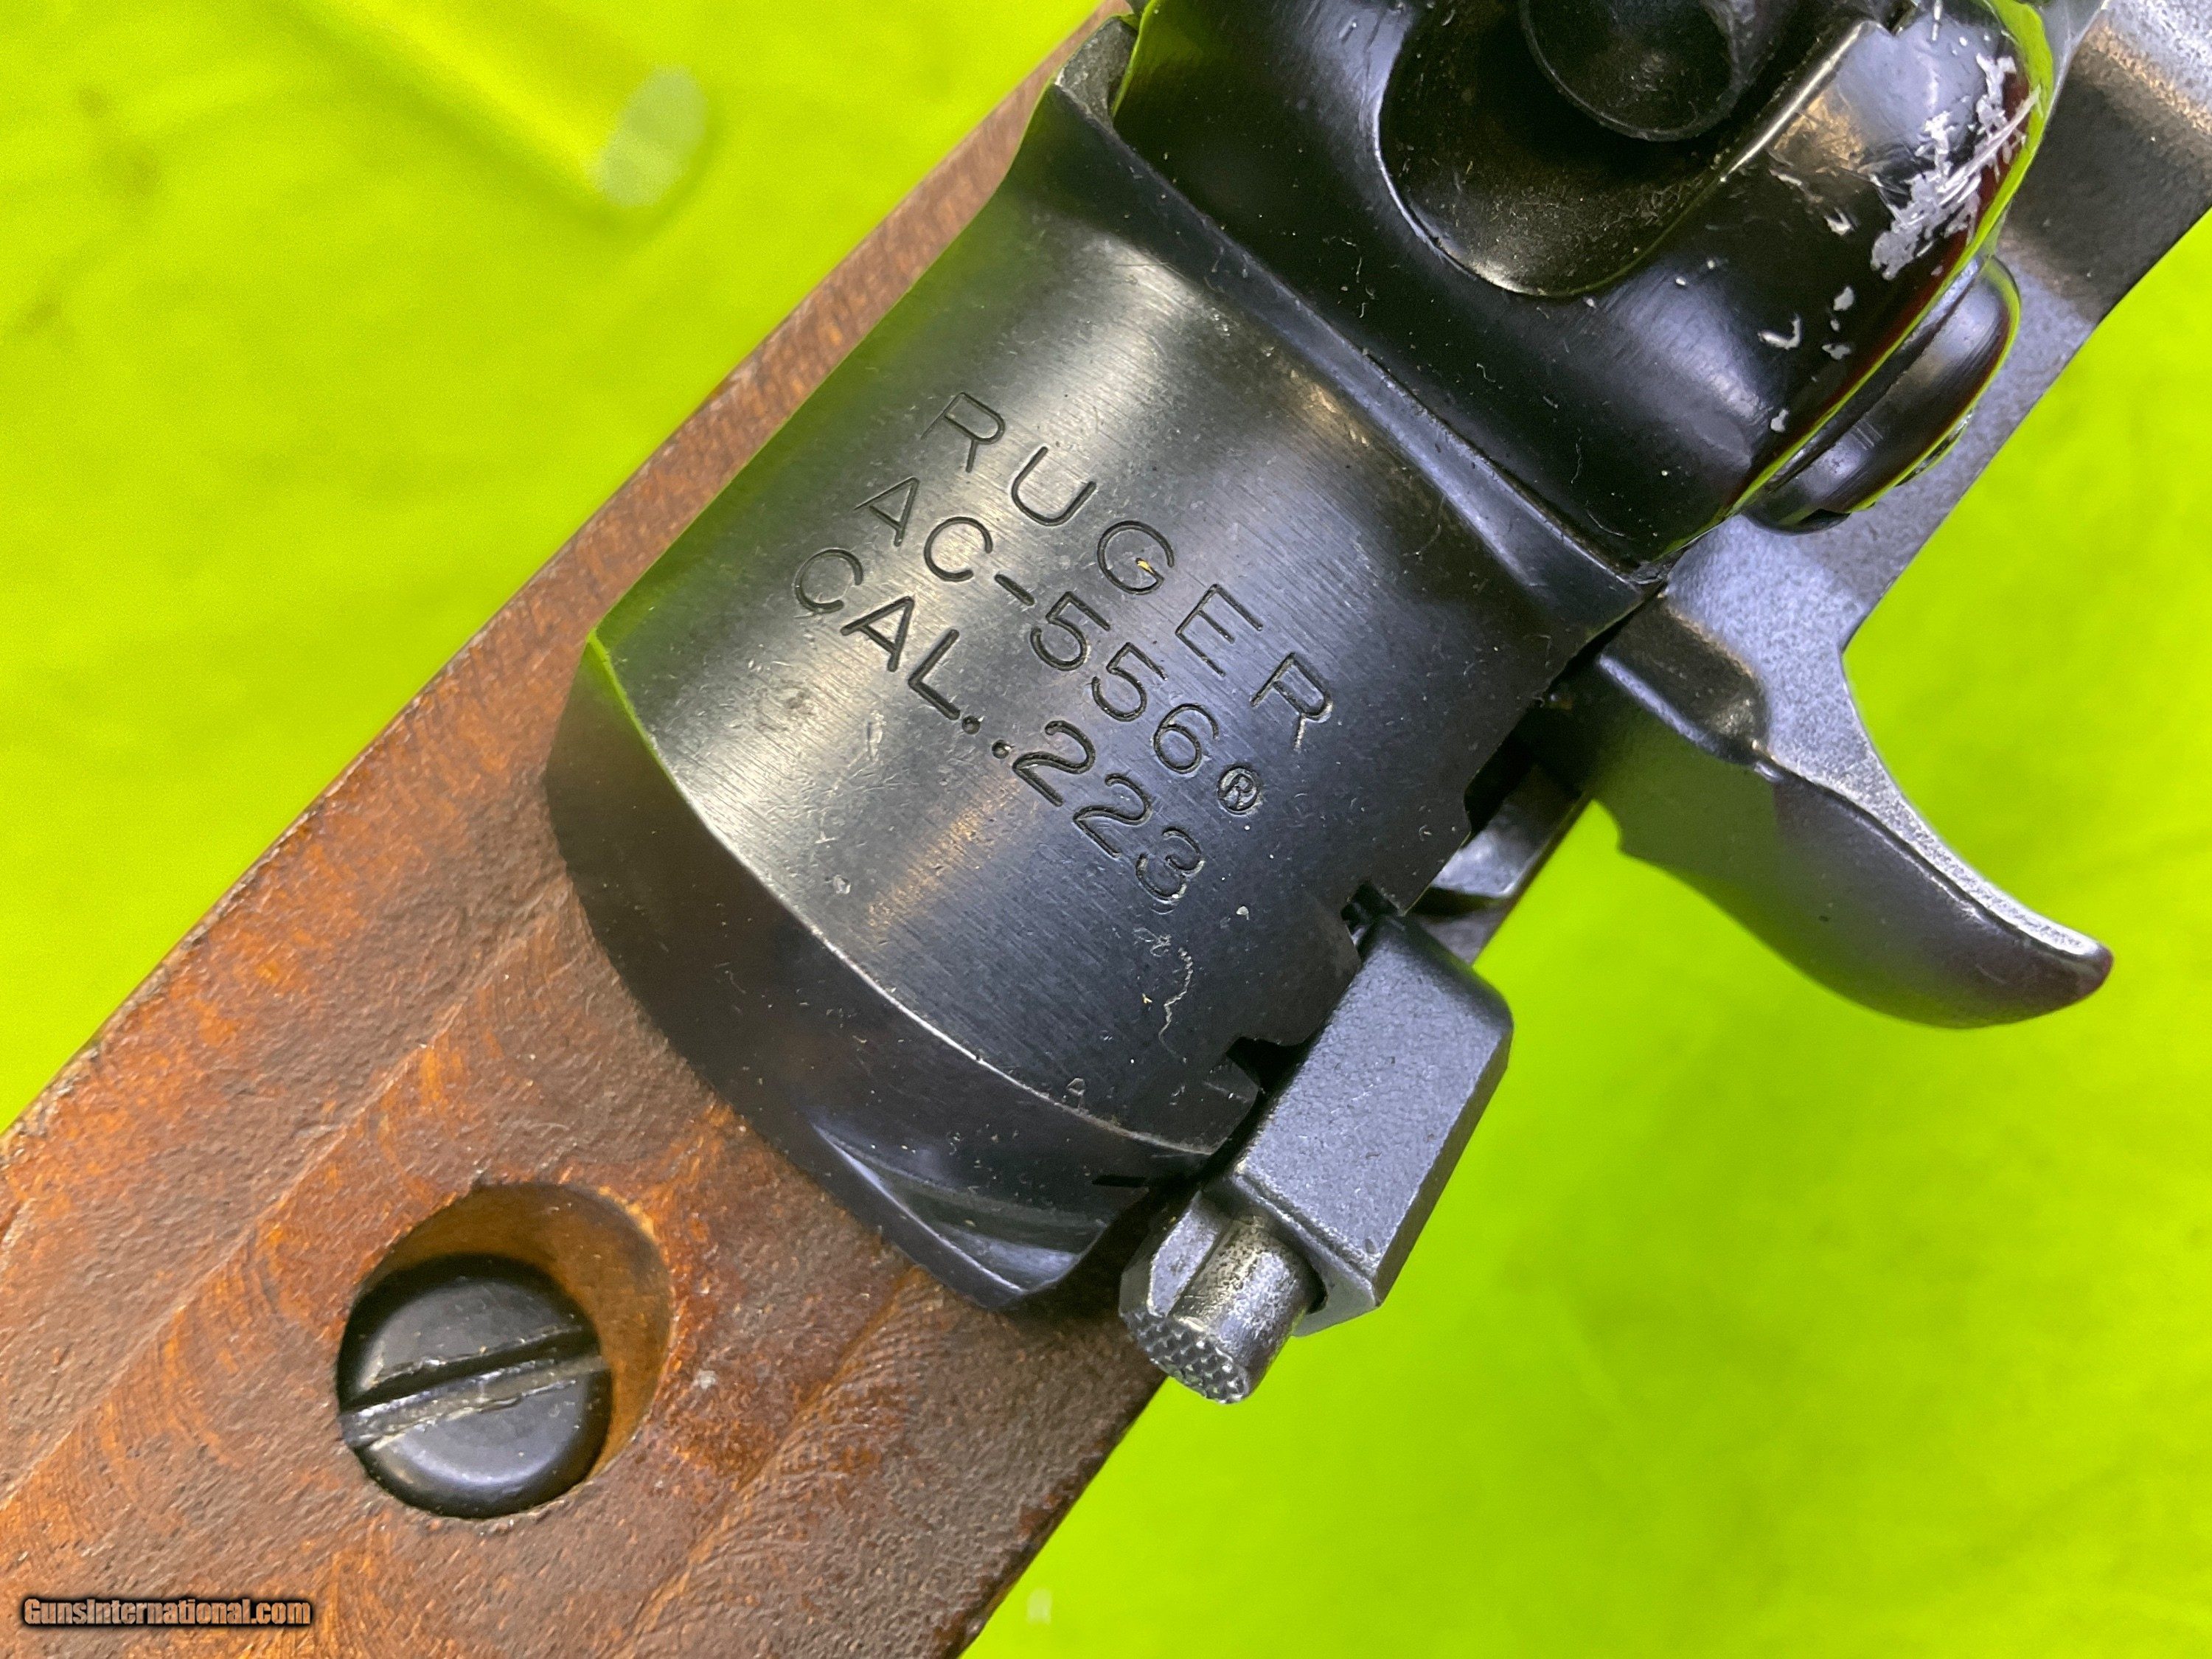 RUGER
AC-556®
CAL. .223
GunsInternational.com